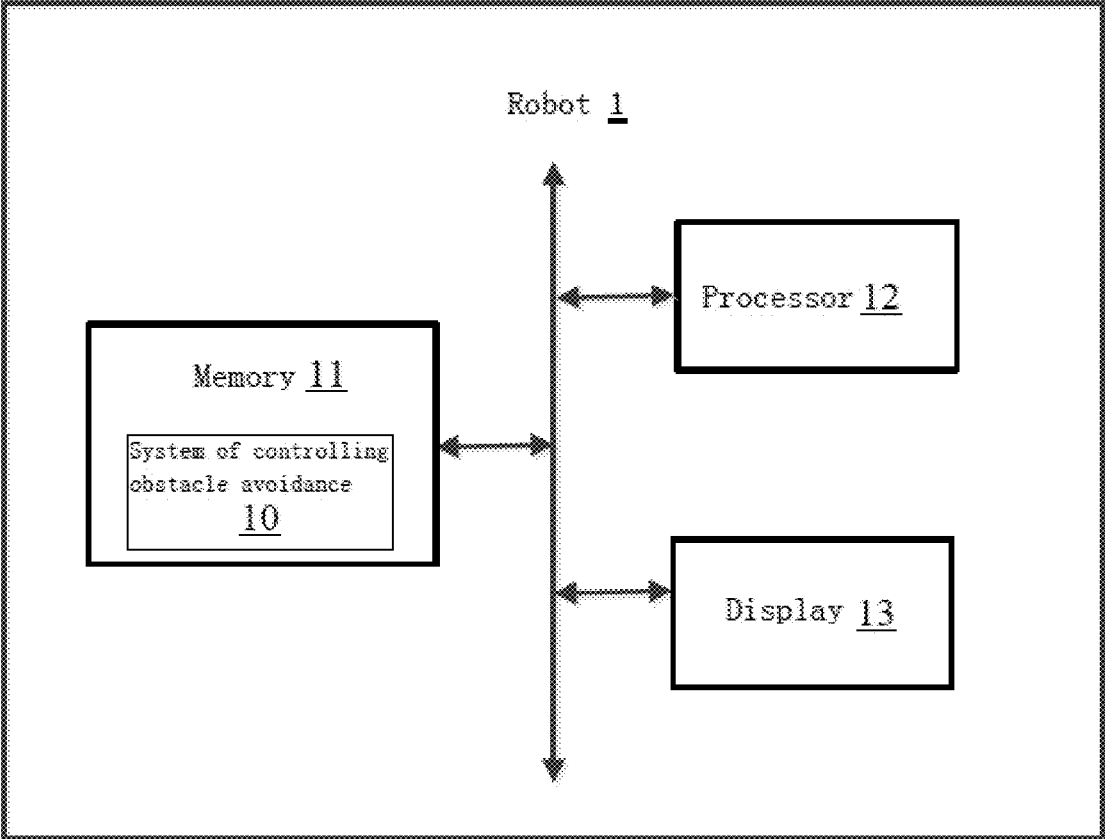 Robot 1
Processor 12
Memory 11
System of controlling
obstacle avoidance
10
Display 13